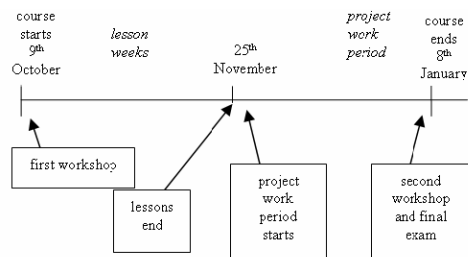 course
starts
9th
October
lesson
weeks
25th
November
project
work
period
course
ends
8th
January
first workshop
lessons
end
project
work
period
starts
second
workshop
and final
exam